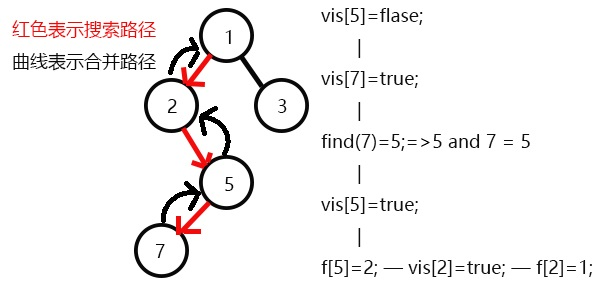 红色表示搜索路径
曲线表示合并路径
1
2
3
5
7
vis[5]=flase;
|
vis[7]=true;
|
find(7)=5;=>5 and 7 = 5
|
vis[5]=true;
|
f[5]=2; — vis[2]=true; — f[2]=1;